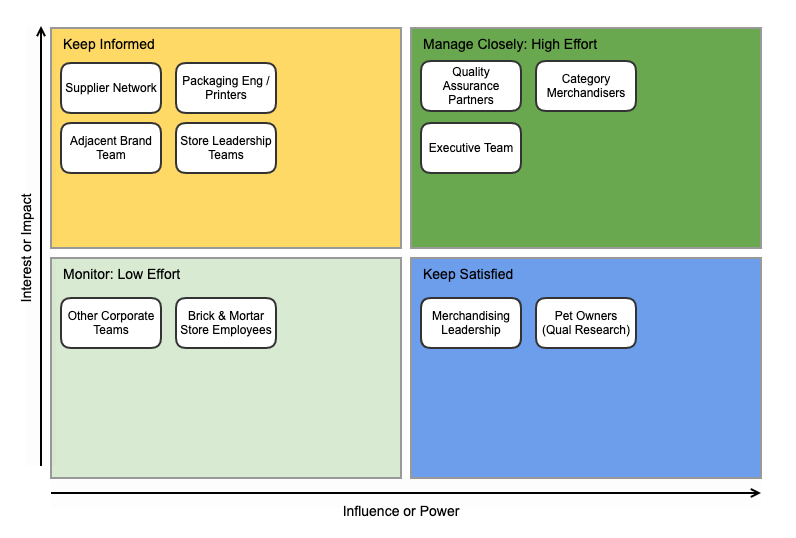 Keep Informed
Supplier Network
Packaging Eng /
Printers
Adjacent Brand
Team
Store Leadership
Teams
Manage Closely: High Effort
Quality
Assurance
Partners
Category
Merchandisers
Executive Team
Monitor: Low Effort
Other Corporate
Teams
Brick & Mortar
Store Employees
Keep Satisfied
Merchandising
Leadership
Pet Owners
(Qual Research)
Interest or Impact
Influence or Power